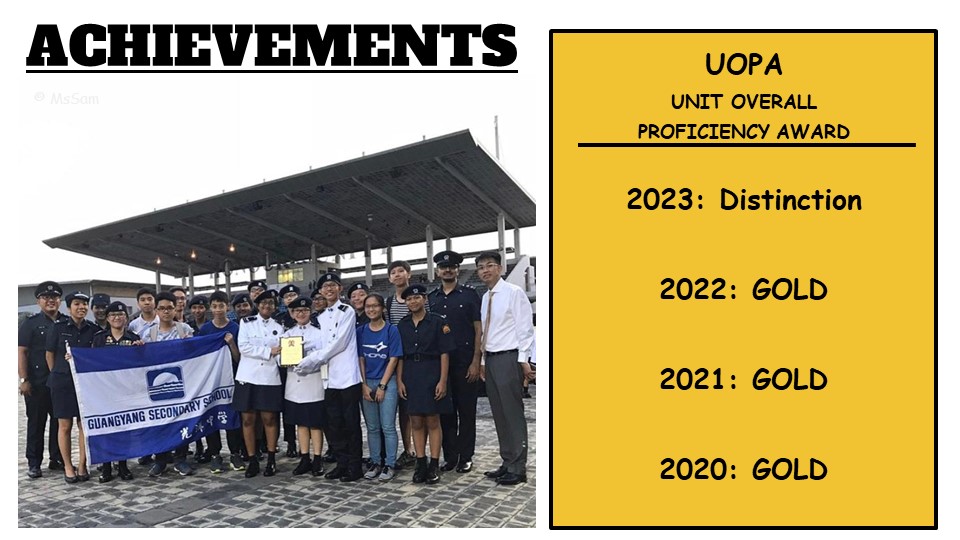 ACHIEVEMENTS
© MsSam
GUANGYANG SECONDARY SCHOOL
光洋中学
UOPA
UNIT OVERALL
PROFICIENCY AWARD
2023: Distinction
2022: GOLD
2021: GOLD
2020: GOLD